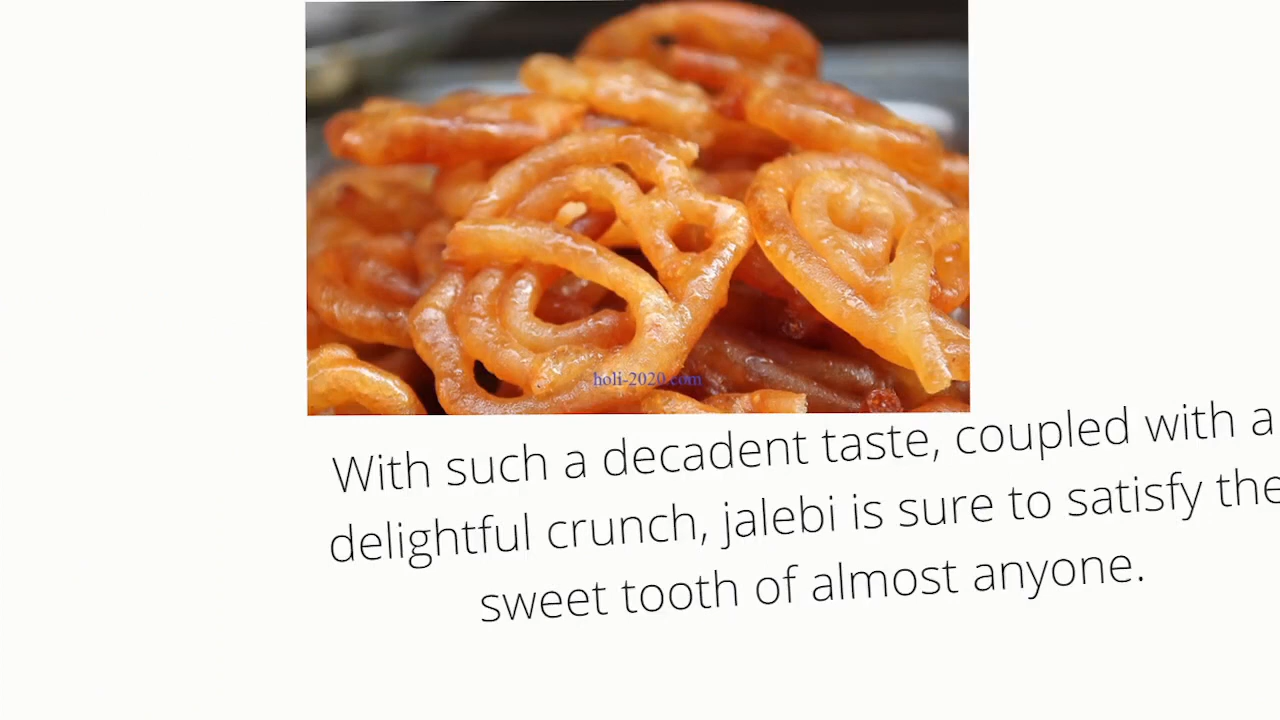 holi-2020.com
With such a decadent taste, coupled with a
delightful crunch, jalebi is sure to satisfy the
sweet tooth of almost anyone.